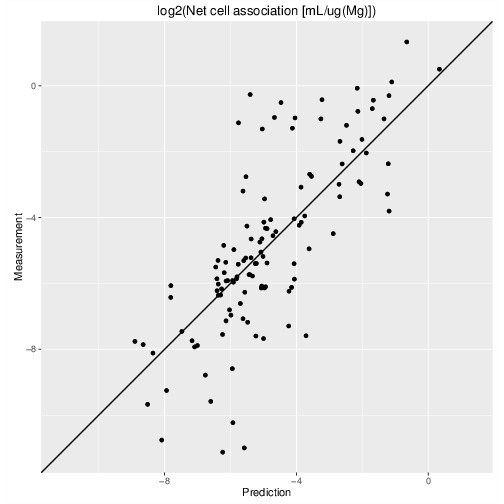 log2(Net cell association [mL/ug(Mg)])
Measurement
0
−4
−8
−8
−4
0
Prediction